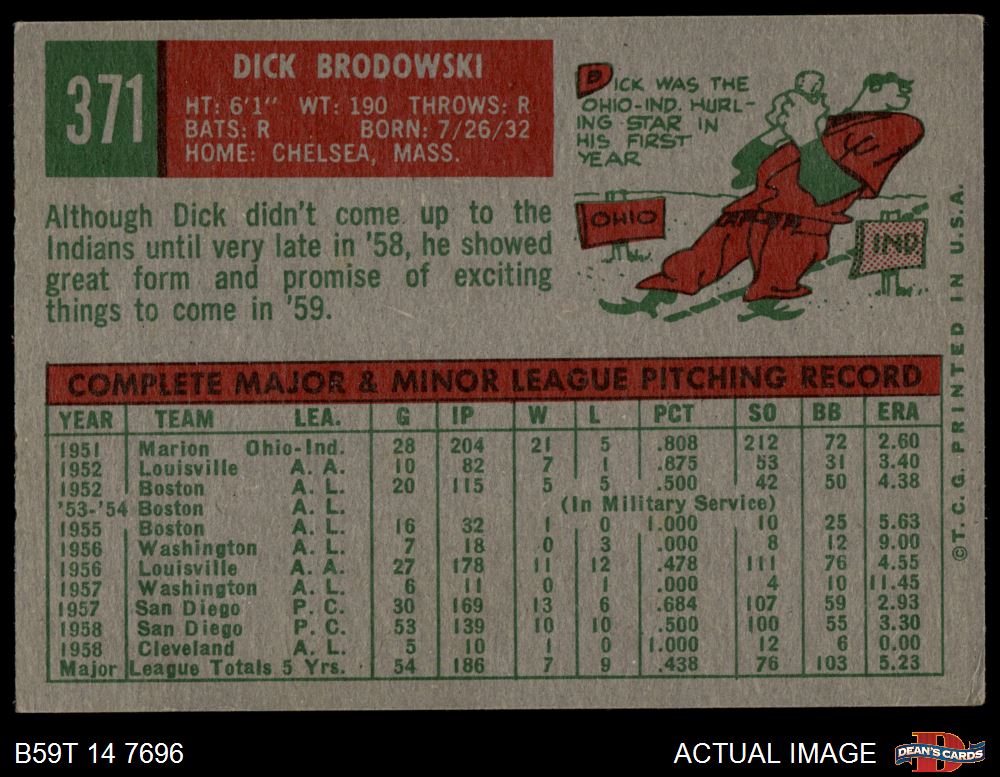 371
DICK BRODOWSKI
HT: 6'1" WT: 190 THROWS: R
BATS: R BORN: 7/26/32
HOME: CHELSEA, MASS.
Although Dick didn't come up to the
Indians until very late in '58, he showed
great form and promise of exciting
things to come in '59.
DICK WAS THE
OHIO-IND. HURL-
ING STAR IN
HIS FIRST
YEAR
OHIO
IND
COMPLETE MAJOR & MINOR LEAGUE PITCHING RECORD
YEAR TEAM LEA. G IP W L PCT SO BB ERA
1951 Marion Ohio-Ind. 28 204 21 5 .808 212 72 2.60
1952 Louisville A. A. 10 82 7 1 .875 53 31 3.40
1952 Boston A. L. 20 115 5 5 .500 42 50 4.38
'53-'54 Boston A. L. (In Military Service)
1955 Boston A. L. 16 32 1 0 1.000 10 25 5.63
1956 Washington A. L. 7 18 0 3 .000 8 12 9.00
1956 Louisville A. A. 27 178 11 12 .478 111 76 4.55
1957 Washington A. L. 6 11 0 1 .000 4 10 11.45
1957 San Diego P. C. 30 169 13 6 .684 107 59 2.93
1958 San Diego P. C. 53 139 10 10 .500 100 55 3.30
1958 Cleveland A. L. 5 10 1 0 1.000 12 6 0.00
Major League Totals 5 Yrs. 54 186 7 9 .438 76 103 5.23
©T.C.G. PRINTED IN U.S.A.
B59T 14 7696
ACTUAL IMAGE
DEAN'S CARDS